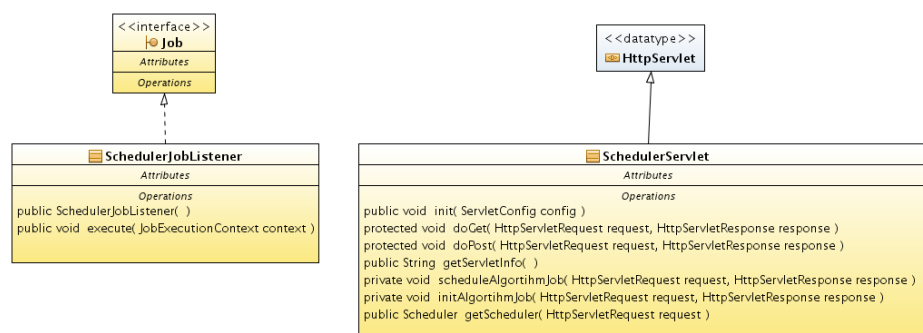 <<interface>>
Job
Attributes
Operations
SchedulerJobListener
Attributes
Operations
public SchedulerJobListener( )
public void execute( JobExecutionContext context )
<<datatype>>
HttpServlet
SchedulerServlet
Attributes
Operations
public void init( ServletConfig config )
protected void doGet( HttpServletRequest request, HttpServletResponse response )
protected void doPost( HttpServletRequest request, HttpServletResponse response )
public String getServletInfo( )
private void scheduleAlgortihmJob( HttpServletRequest request, HttpServletResponse response )
private void initAlgortihmJob( HttpServletRequest request, HttpServletResponse response )
public Scheduler getScheduler( HttpServletRequest request )